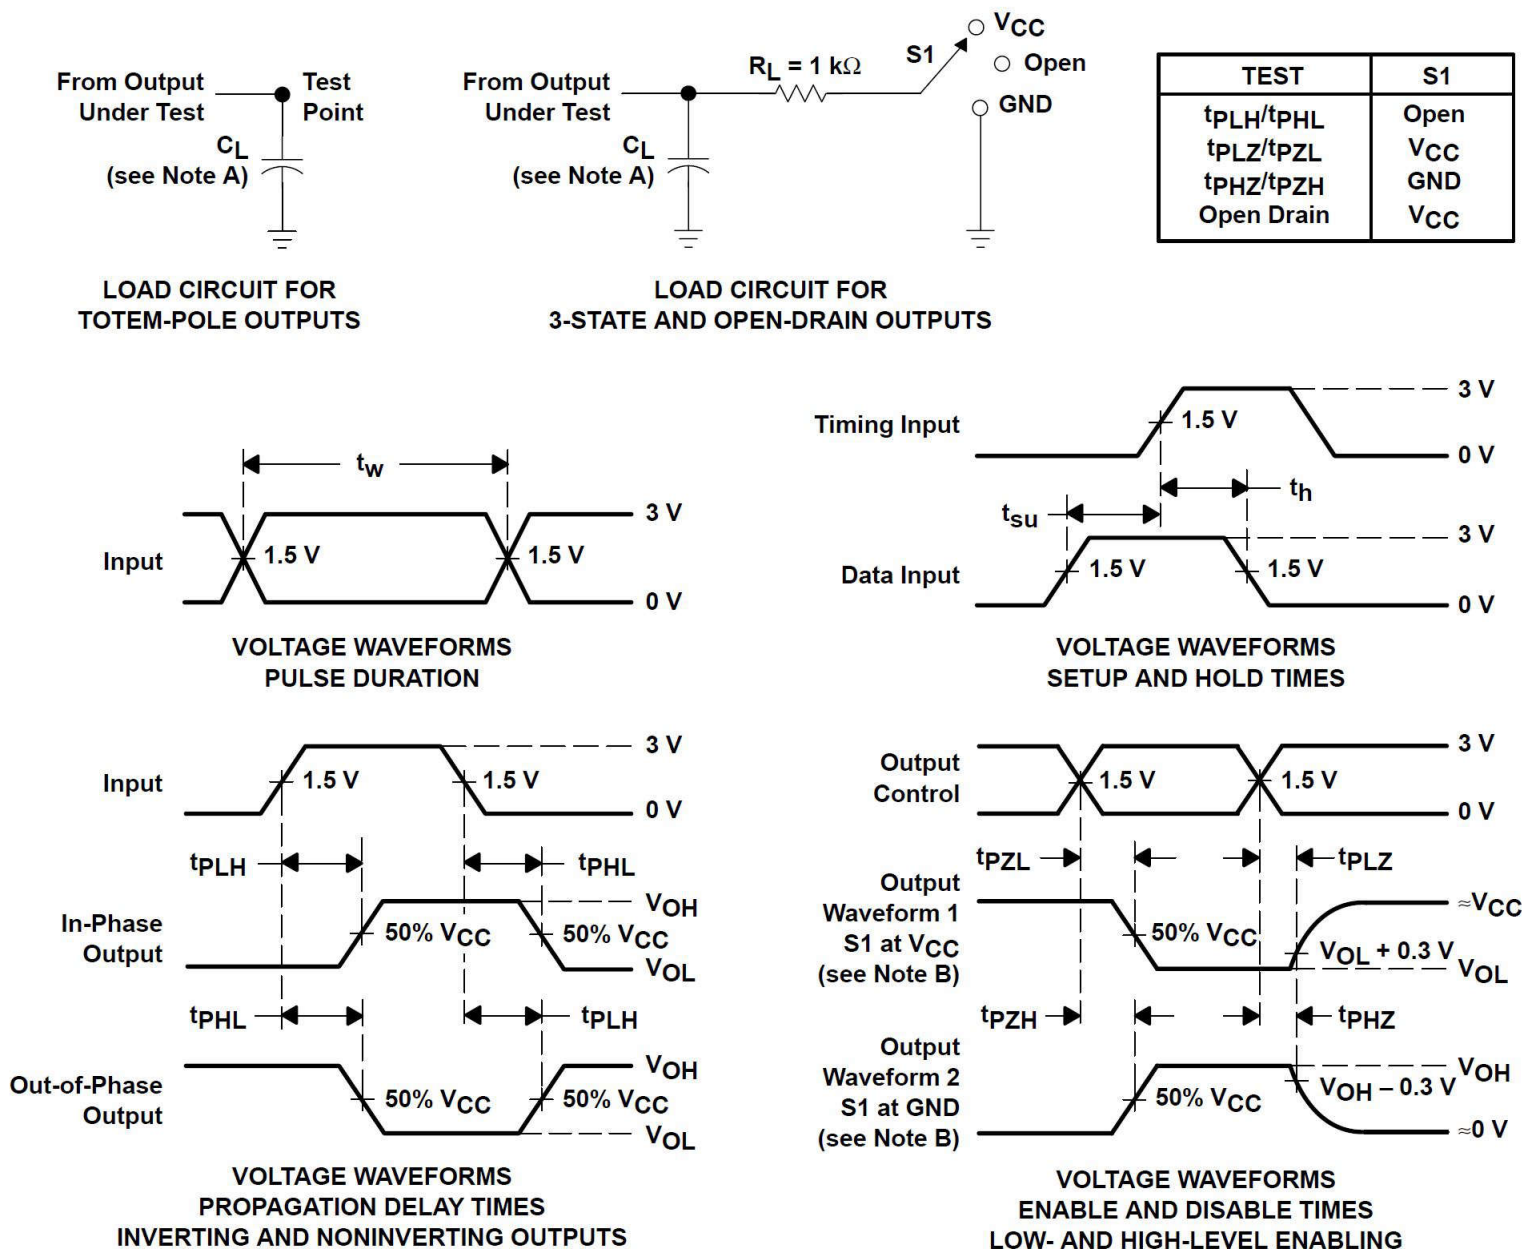 From Output
Under Test
Test
Point
CL
(see Note A)
LOAD CIRCUIT FOR
TOTEM-POLE OUTPUTS
From Output
Under Test
CL
(see Note A)
RL = 1 kΩ
S1
VCC
Open
GND
LOAD CIRCUIT FOR
3-STATE AND OPEN-DRAIN OUTPUTS
TEST S1
tPLH/tPHL Open
tPLZ/tPZL VCC
tPHZ/tPZH GND
Open Drain VCC
tw
Input
1.5 V
1.5 V
3 V
0 V
VOLTAGE WAVEFORMS
PULSE DURATION
Timing Input
1.5 V
3 V
0 V
tsu
th
Data Input
1.5 V
1.5 V
3 V
0 V
VOLTAGE WAVEFORMS
SETUP AND HOLD TIMES
Input
1.5 V
1.5 V
3 V
0 V
tPLH
tPHL
In-Phase
Output
50% VCC
50% VCC
VOH
VOL
tPHL
tPLH
Out-of-Phase
Output
50% VCC
50% VCC
VOH
VOL
VOLTAGE WAVEFORMS
PROPAGATION DELAY TIMES
INVERTING AND NONINVERTING OUTPUTS
Output
Control
1.5 V
1.5 V
3 V
0 V
tPZL
tPLZ
Output
Waveform 1
S1 at VCC
(see Note B)
50% VCC
VOL + 0.3 V
≈VCC
VOL
tPZH
tPHZ
Output
Waveform 2
S1 at GND
(see Note B)
50% VCC
VOH – 0.3 V
VOH
≈0 V
VOLTAGE WAVEFORMS
ENABLE AND DISABLE TIMES
LOW- AND HIGH-LEVEL ENABLING